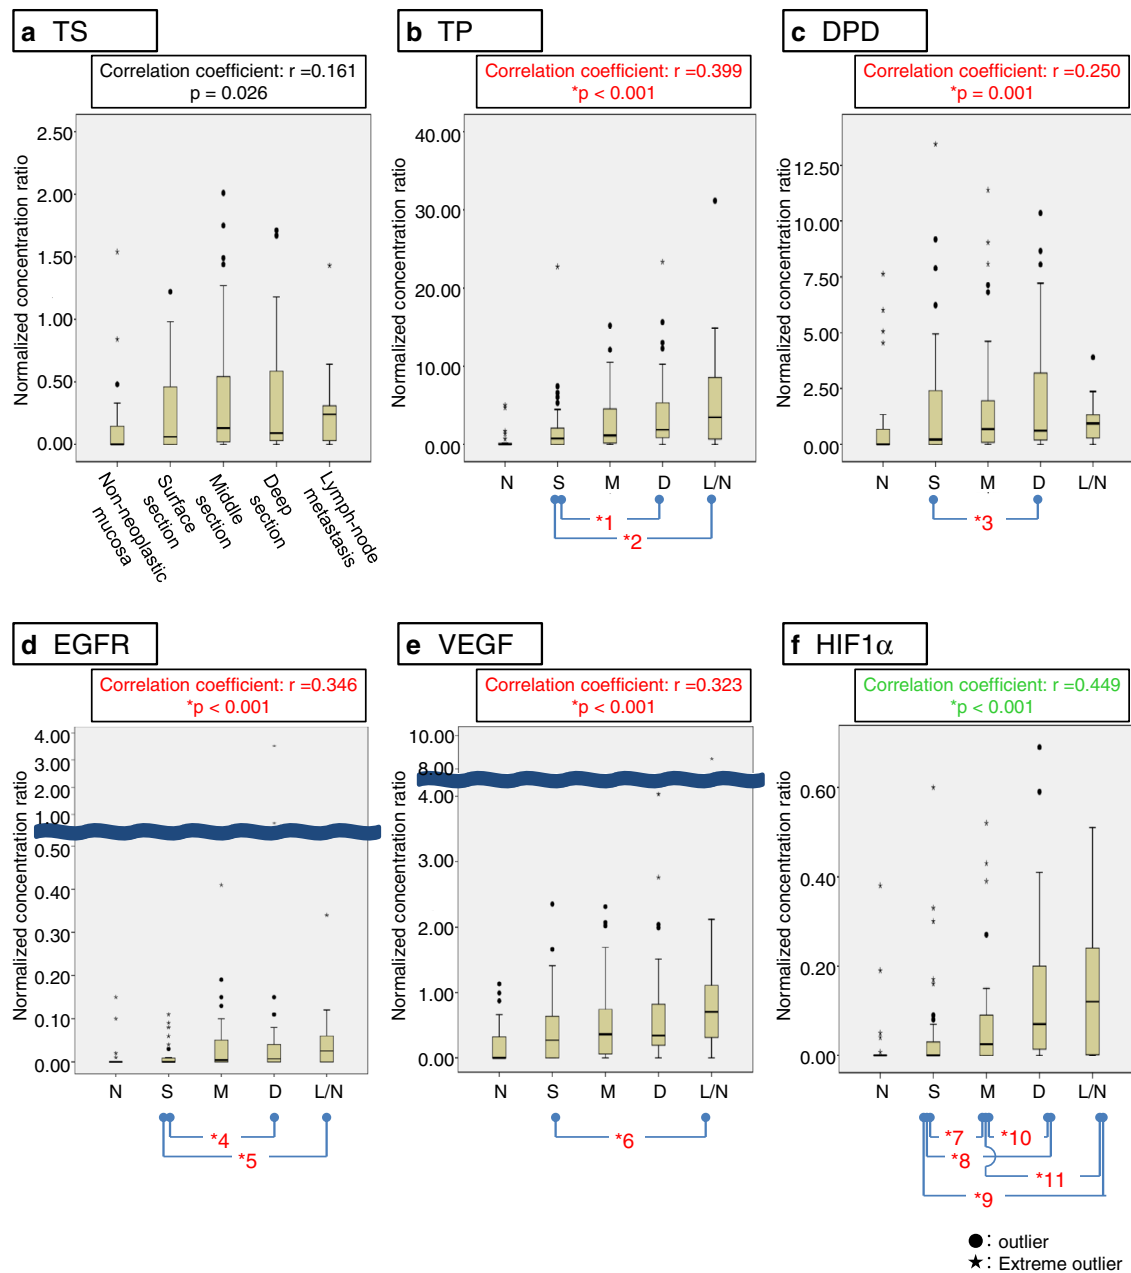 a TS
Correlation coefficient: r =0.161
p = 0.026
Normalized concentration ratio
2.50
2.00
1.50
1.00
0.50
0.00
Non-neoplastic
mucosa
Surface
section
Middle
section
Deep
section
Lymph-node
metastasis
b TP
Correlation coefficient: r =0.399
*p < 0.001
Normalized concentration ratio
40.00
30.00
20.00
10.00
0.00
N S M D L/N
*1
*2
c DPD
Correlation coefficient: r =0.250
*p = 0.001
Normalized concentration ratio
12.50
10.00
7.50
5.00
2.50
0.00
N S M D L/N
*3
d EGFR
Correlation coefficient: r =0.346
*p < 0.001
Normalized concentration ratio
4.00
3.00
2.00
1.00
0.50
0.40
0.30
0.20
0.10
0.00
N S M D L/N
*4
*5
e VEGF
Correlation coefficient: r =0.323
*p < 0.001
Normalized concentration ratio
10.00
8.00
4.00
3.00
2.00
1.00
0.00
N S M D L/N
*6
f HIF1α
Correlation coefficient: r =0.449
*p < 0.001
Normalized concentration ratio
0.60
0.40
0.20
0.00
N S M D L/N
*7 *10
*8
*11
*9
●: outlier
★: Extreme outlier